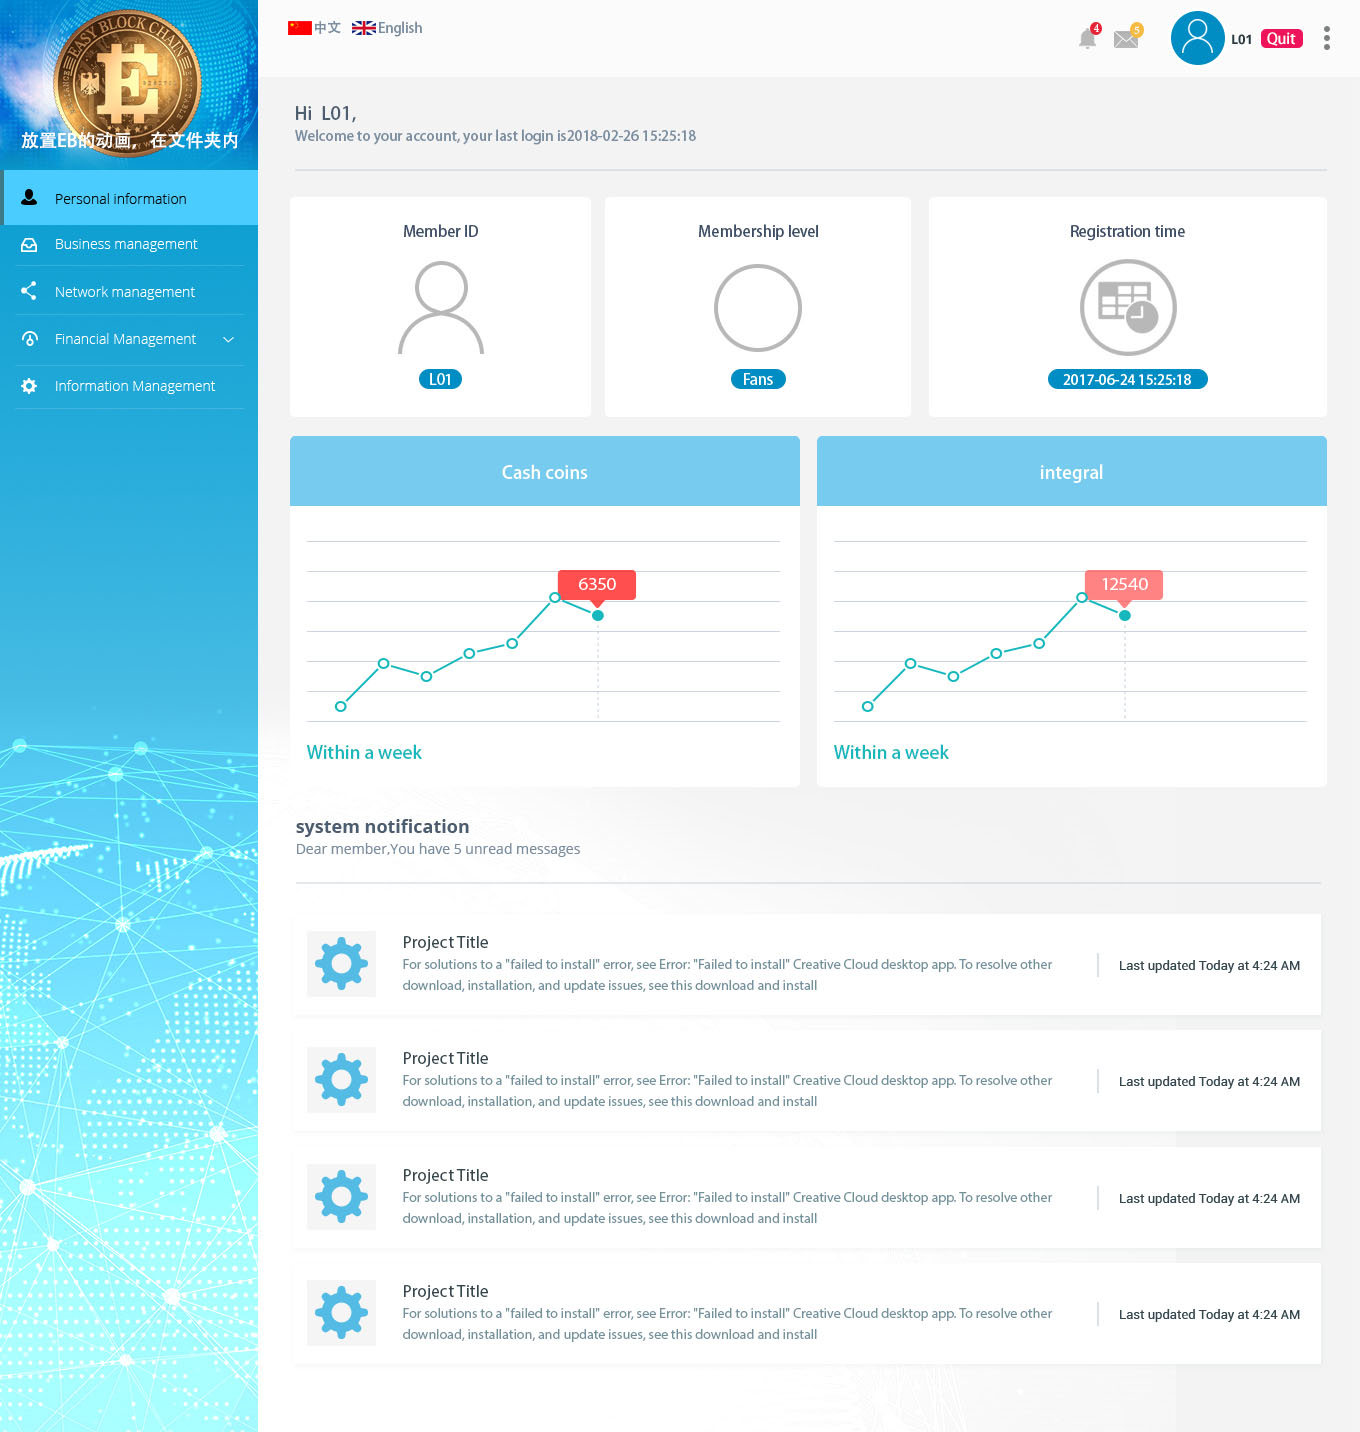 EASY BLOCK CHAIN
放置EB的动画，在文件夹内
Personal information
Business management
Network management
Financial Management
Information Management
中文 English
4
5
L01
Quit
Hi L01,
Welcome to your account, your last login is2018-02-26 15:25:18
Member ID
L01
Membership level
Fans
Registration time
2017-06-24 15:25:18
Cash coins
6350
Within a week
integral
12540
Within a week
system notification
Dear member,You have 5 unread messages
Project Title
For solutions to a "failed to install" error, see Error: "Failed to install" Creative Cloud desktop app. To resolve other
download, installation, and update issues, see this download and install
Last updated Today at 4:24 AM
Project Title
For solutions to a "failed to install" error, see Error: "Failed to install" Creative Cloud desktop app. To resolve other
download, installation, and update issues, see this download and install
Last updated Today at 4:24 AM
Project Title
For solutions to a "failed to install" error, see Error: "Failed to install" Creative Cloud desktop app. To resolve other
download, installation, and update issues, see this download and install
Last updated Today at 4:24 AM
Project Title
For solutions to a "failed to install" error, see Error: "Failed to install" Creative Cloud desktop app. To resolve other
download, installation, and update issues, see this download and install
Last updated Today at 4:24 AM